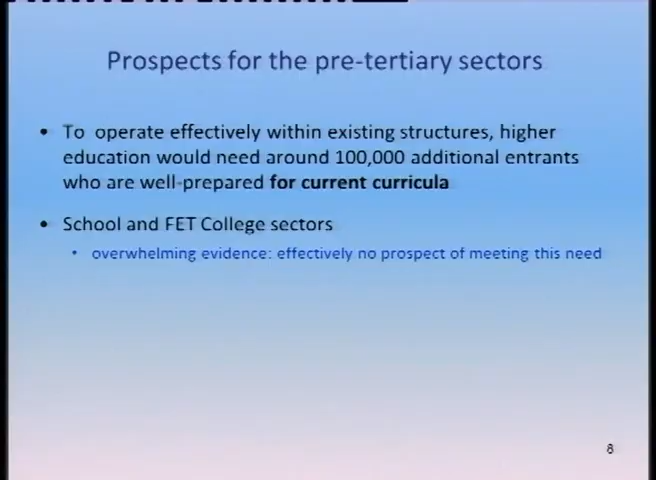 Prospects for the pre-tertiary sectors
• To operate effectively within existing structures, higher
education would need around 100,000 additional entrants
who are well-prepared for current curricula
• School and FET College sectors
• overwhelming evidence: effectively no prospect of meeting this need
8